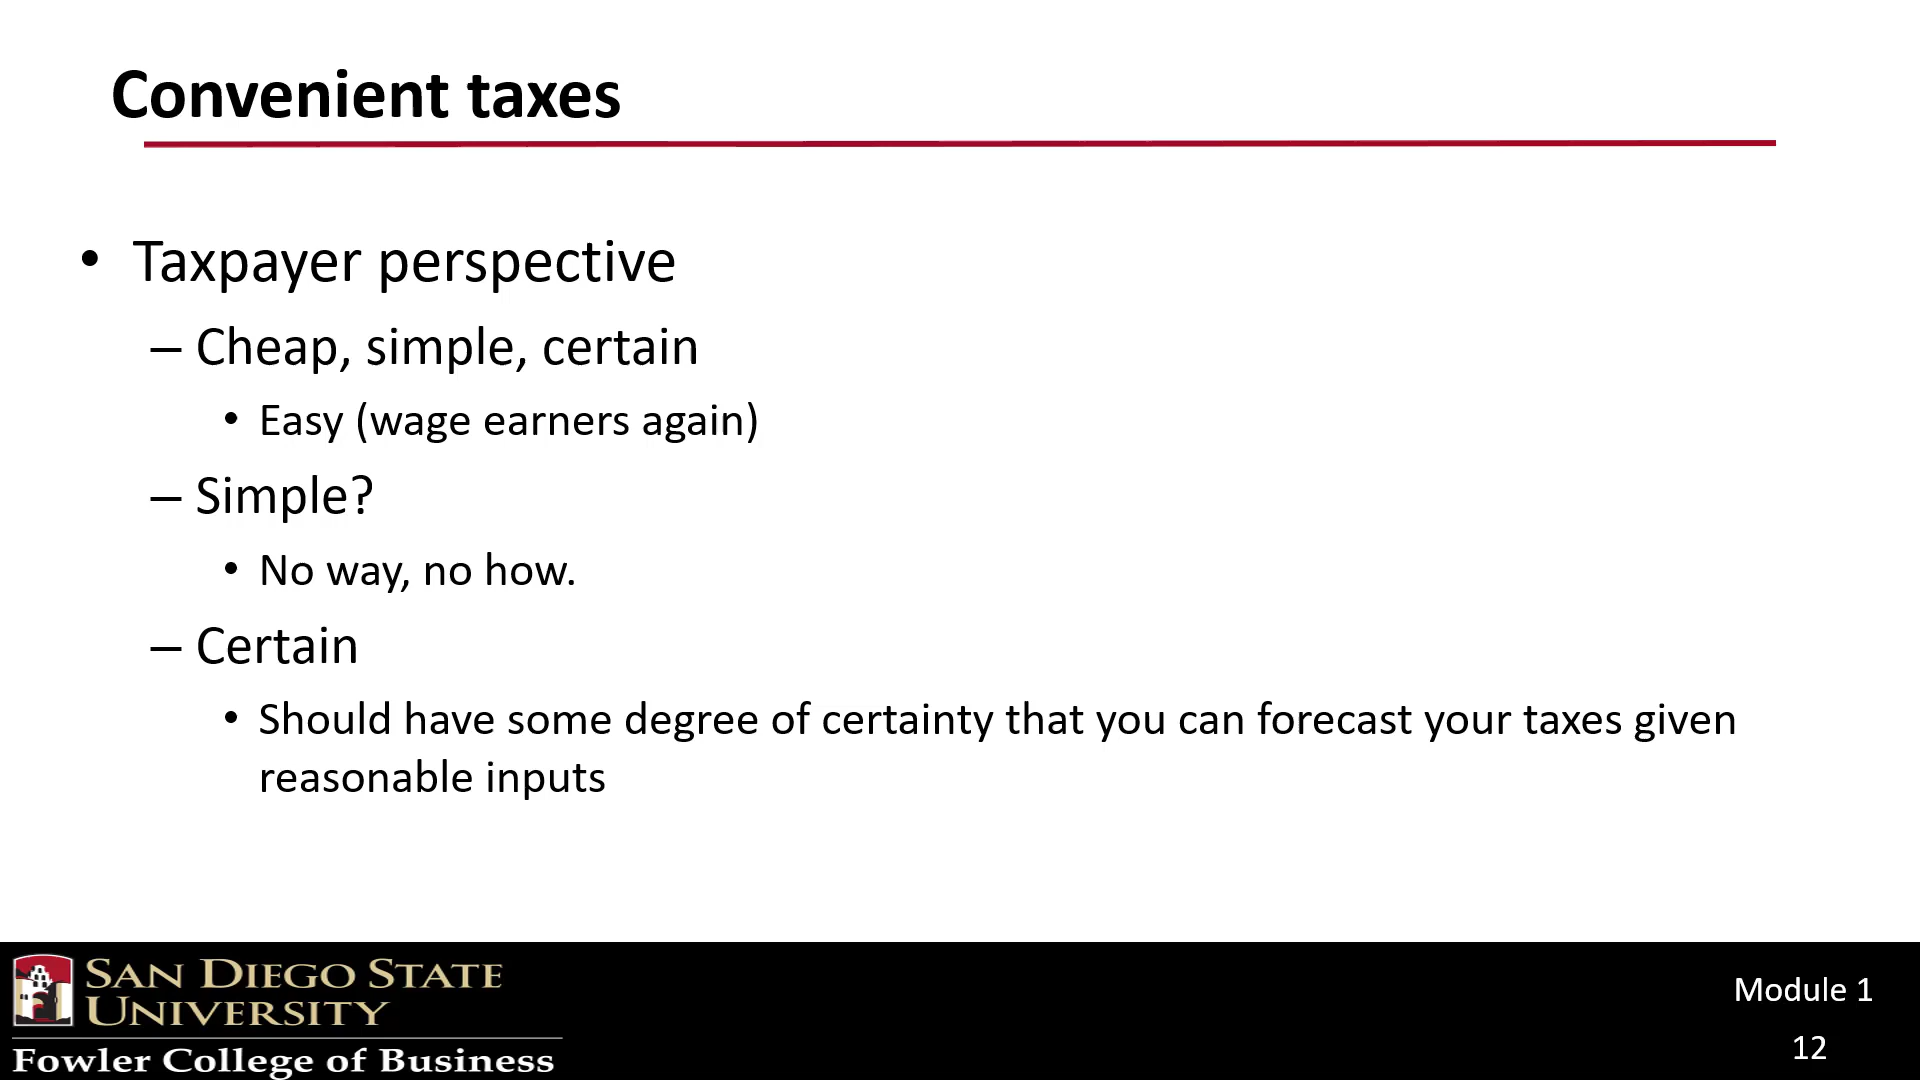 Convenient taxes
• Taxpayer perspective
– Cheap, simple, certain
• Easy (wage earners again)
– Simple?
• No way, no how.
– Certain
• Should have some degree of certainty that you can forecast your taxes given
reasonable inputs
SAN DIEGO STATE
UNIVERSITY
Fowler College of Business
Module 1
12